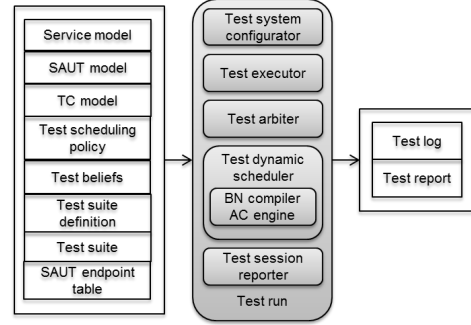 Service model
SAUT model
TC model
Test scheduling
policy
Test beliefs
Test suite
definition
Test suite
SAUT endpoint
table
Test system
configurator
Test executor
Test arbiter
Test dynamic
scheduler
BN compiler
AC engine
Test session
reporter
Test run
Test log
Test report